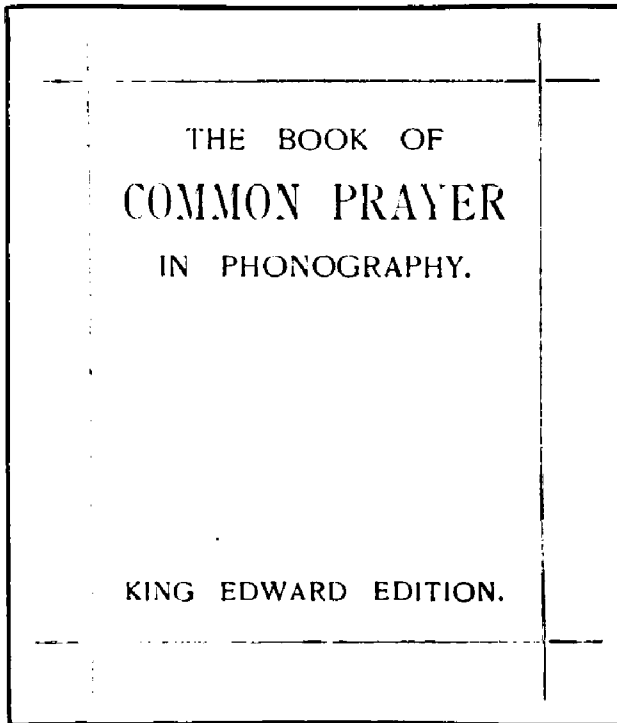 THE BOOK OF
COMMON PRAYER
IN PHONOGRAPHY.
KING EDWARD EDITION.